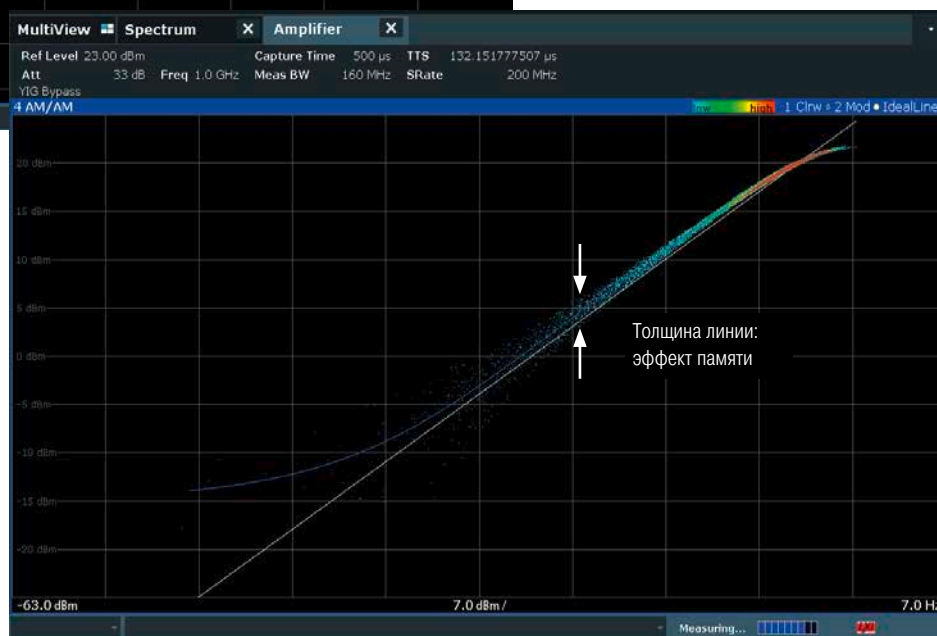 MultiView Spectrum X Amplifier X
Ref Level 23.00 dBm Capture Time 500 µs TTS 132.151777507 µs
Att 33 dB Freq 1.0 GHz Meas BW 160 MHz SRate 200 MHz
YIG Bypass
4 AM/AM low high 1 Clrw 2 Mod IdealLine
20 dBm
15 dBm
10 dBm
5 dBm
0 dBm
-5 dBm
-10 dBm
-15 dBm
-20 dBm
Толщина линии:
эффект памяти
-63.0 dBm 7.0 dBm/ 7.0 Hz
Measuring...